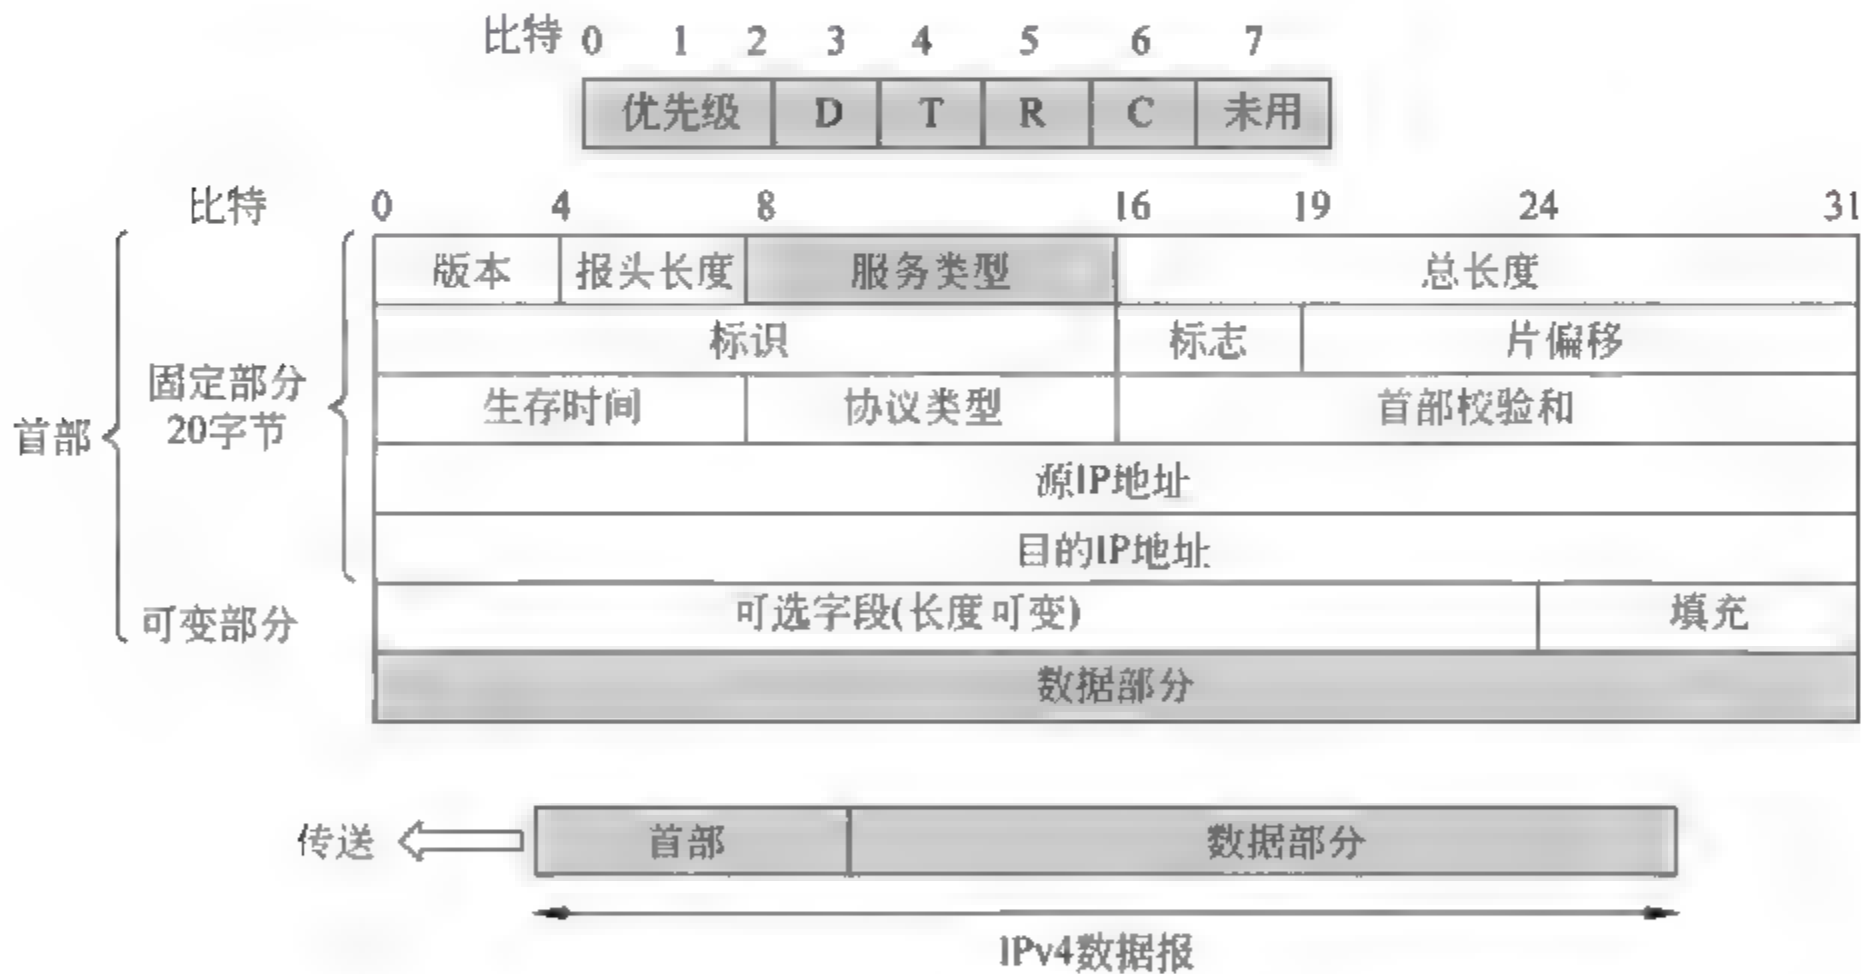 比特 0 1 2 3 4 5 6 7
优先级 D T R C 未用
比特 0 4 8 16 19 24 31
版本 报头长度 服务类型 总长度
标识 标志 片偏移
固定部分
20字节
首部
生存时间 协议类型 首部校验和
源IP地址
目的IP地址
可变部分 可选字段(长度可变) 填充
数据部分
传送 首部 数据部分
IPv4数据报